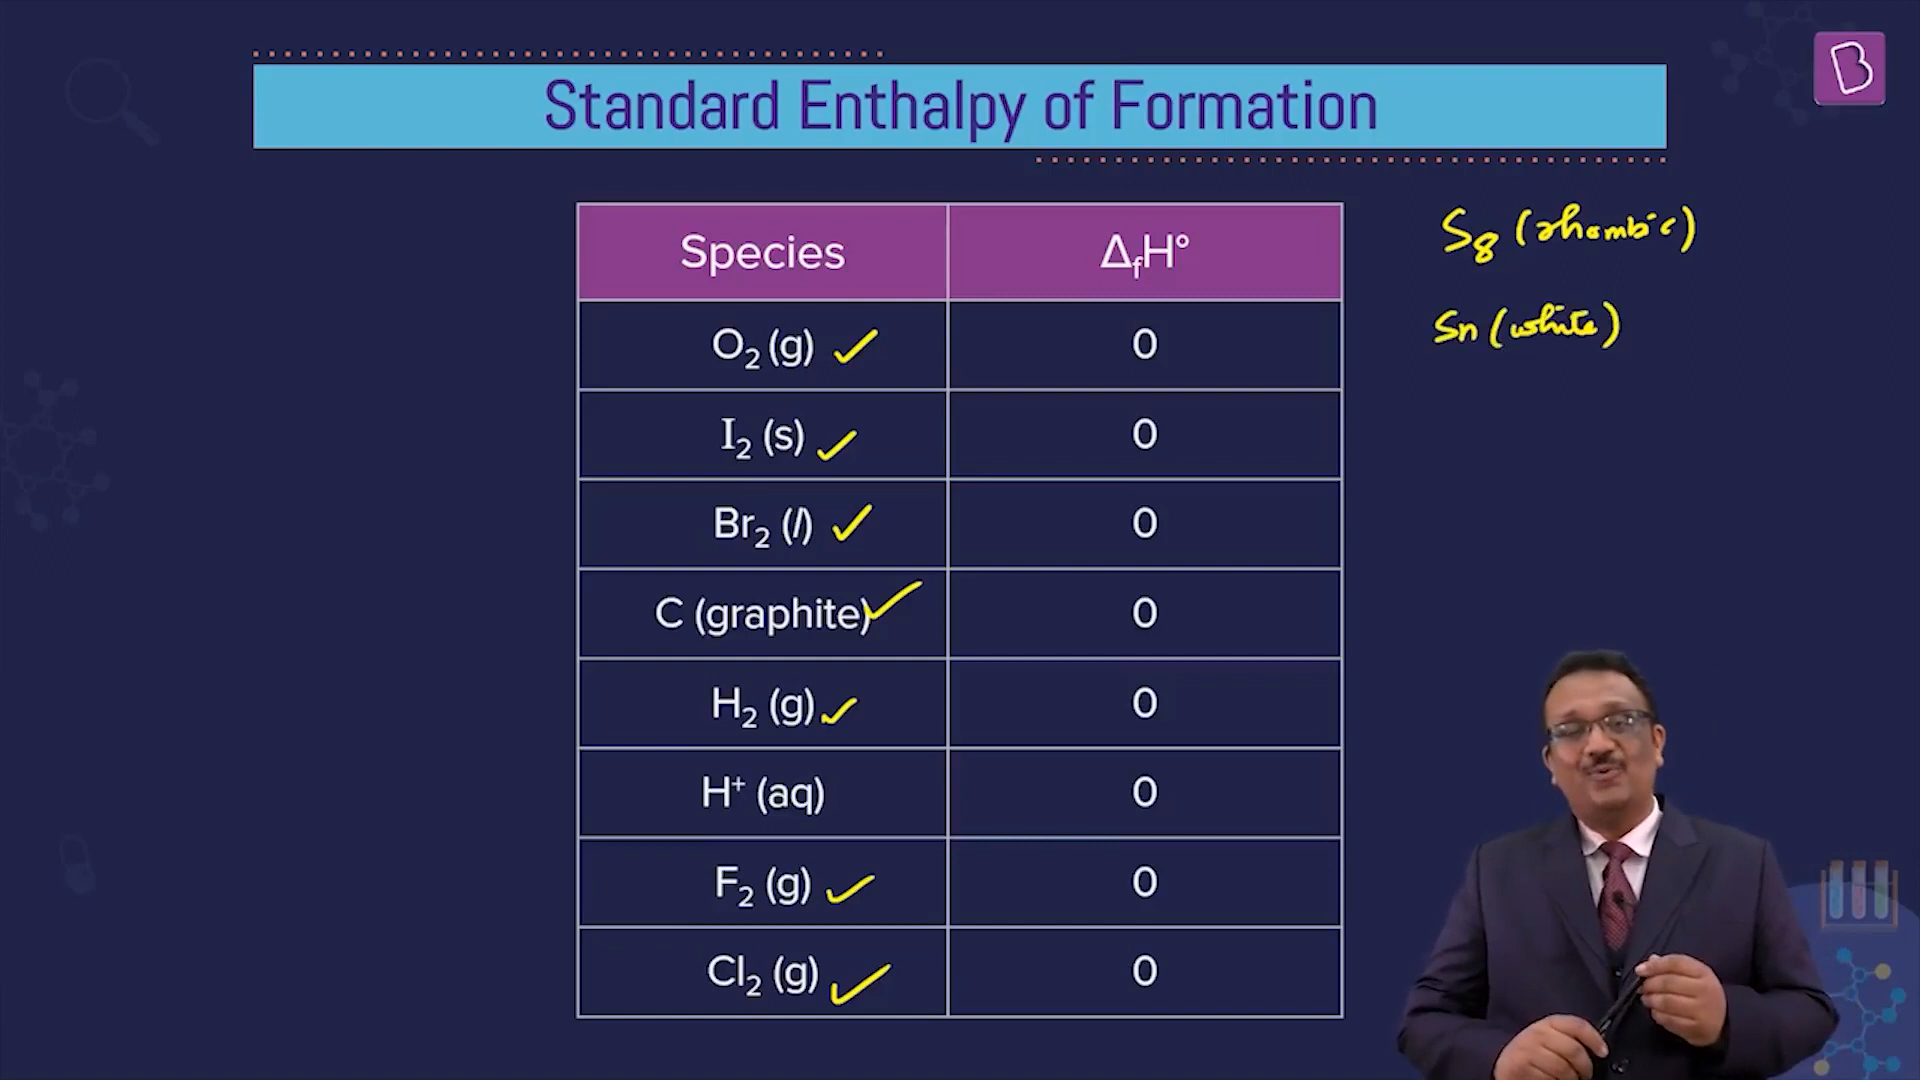 B
Standard Enthalpy of Formation
Species ΔfH°
O₂ (g) ✓ 0
I₂ (s) ✓ 0
Br₂ (l) ✓ 0
C (graphite) ✓ 0
H₂ (g) ✓ 0
H⁺ (aq) 0
F₂ (g) ✓ 0
Cl₂ (g) ✓ 0
S₈ (rhombic)
Sn (white)